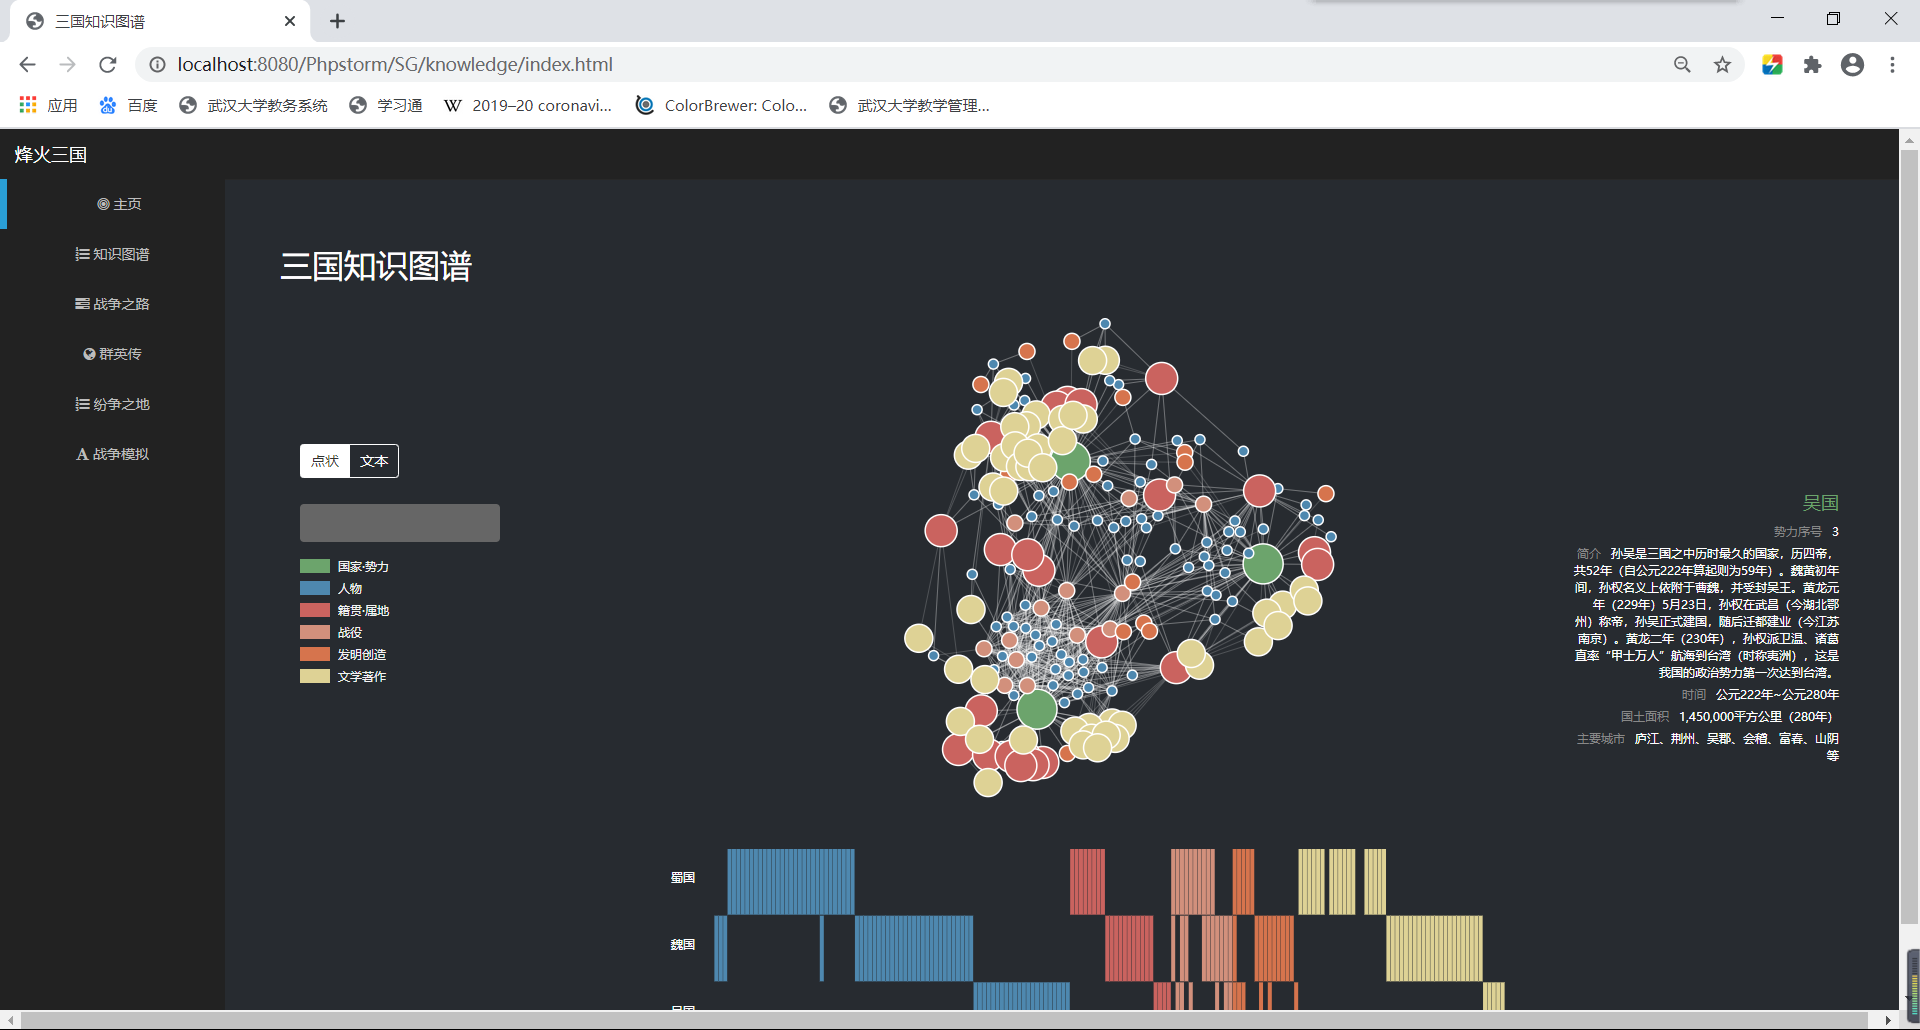 三国知识图谱
localhost:8080/Phpstorm/SG/knowledge/index.html
应用 百度 武汉大学教务系统 学习通 2019–20 coronavi... ColorBrewer: Colo... 武汉大学教学管理...
烽火三国
主页
知识图谱
战争之路
群英传
纷争之地
战争模拟
三国知识图谱
点状 文本
国家·势力
人物
籍贯·属地
战役
发明创造
文学著作
吴国
势力序号 3
简介 孙吴是三国之中历时最久的国家，历四帝，
共52年（自公元222年算起则为59年）。魏黄初年
间，孙权名义上依附于曹魏，并受封吴王。黄龙元
年（229年）5月23日，孙权在武昌（今湖北鄂
州）称帝，孙吴正式建国，随后迁都建业（今江苏
南京）。黄龙二年（230年），孙权派卫温、诸葛
直率“甲士万人”航海到台湾（时称夷洲），这是
我国的政治势力第一次达到台湾。
时间 公元222年~公元280年
国土面积 1,450,000平方公里（280年）
主要城市 庐江、荆州、吴郡、会稽、富春、山阴
等
蜀国
魏国